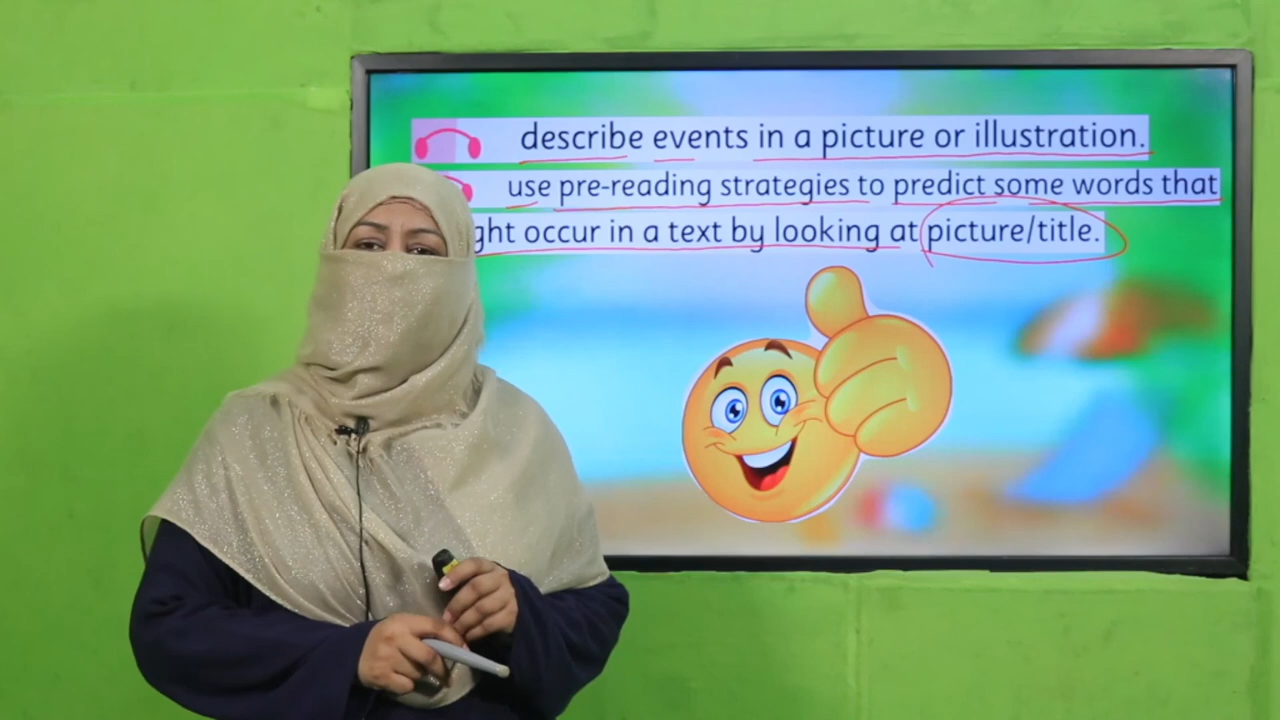 describe events in a picture or illustration.
use pre-reading strategies to predict some words that
occur in a text by looking at picture/title.